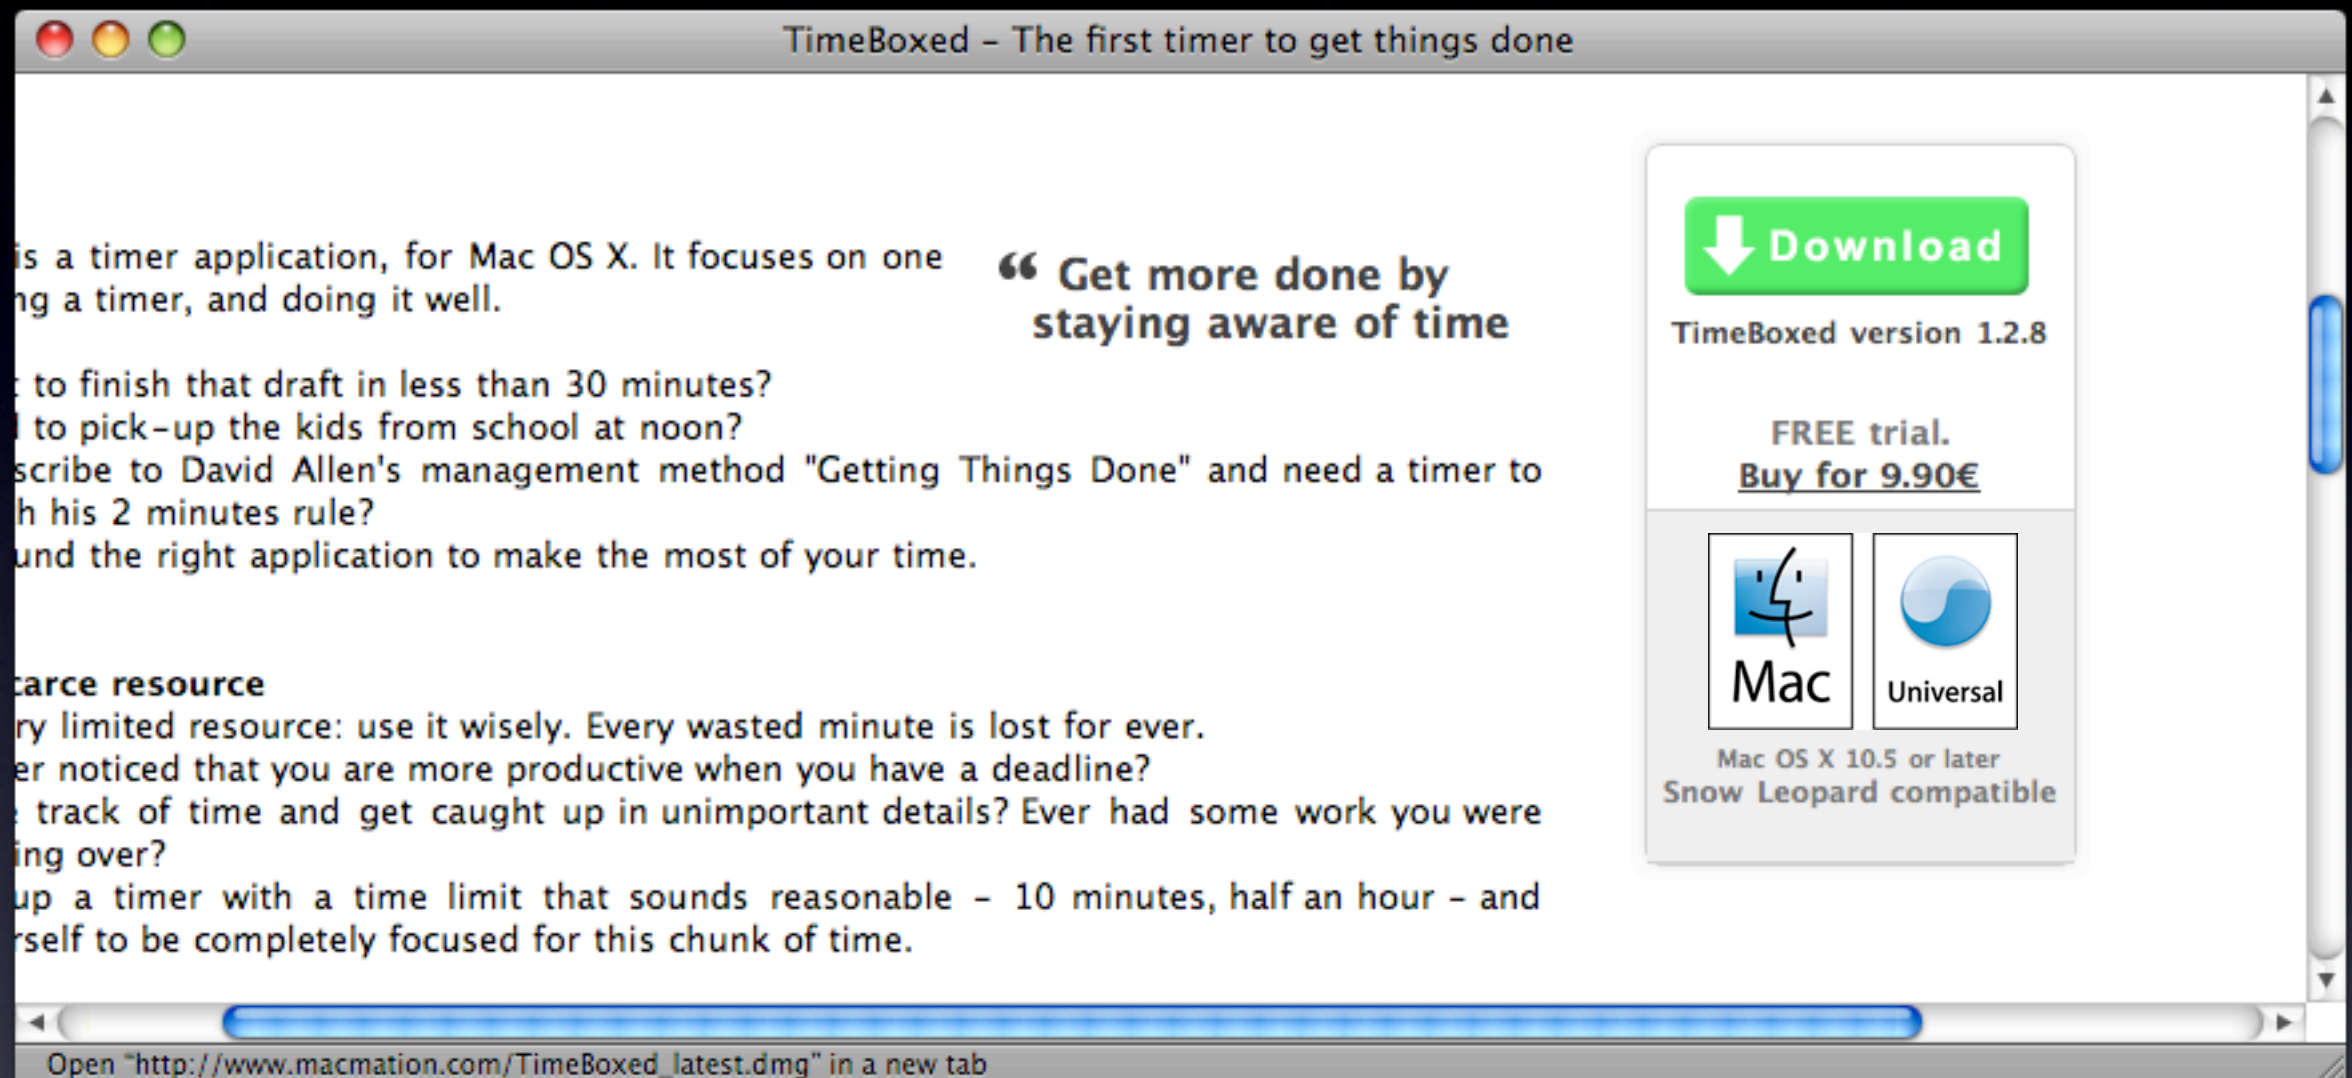 TimeBoxed – The first timer to get things done
is a timer application, for Mac OS X. It focuses on one
ng a timer, and doing it well.
“ Get more done by
staying aware of time
to finish that draft in less than 30 minutes?
to pick-up the kids from school at noon?
scribe to David Allen's management method "Getting Things Done" and need a timer to
h his 2 minutes rule?
und the right application to make the most of your time.
carce resource
ry limited resource: use it wisely. Every wasted minute is lost for ever.
er noticed that you are more productive when you have a deadline?
track of time and get caught up in unimportant details? Ever had some work you were
ing over?
up a timer with a time limit that sounds reasonable – 10 minutes, half an hour – and
rself to be completely focused for this chunk of time.
Download
TimeBoxed version 1.2.8
FREE trial.
Buy for 9.90€
Mac
Universal
Mac OS X 10.5 or later
Snow Leopard compatible
Open "http://www.macmation.com/TimeBoxed_latest.dmg" in a new tab